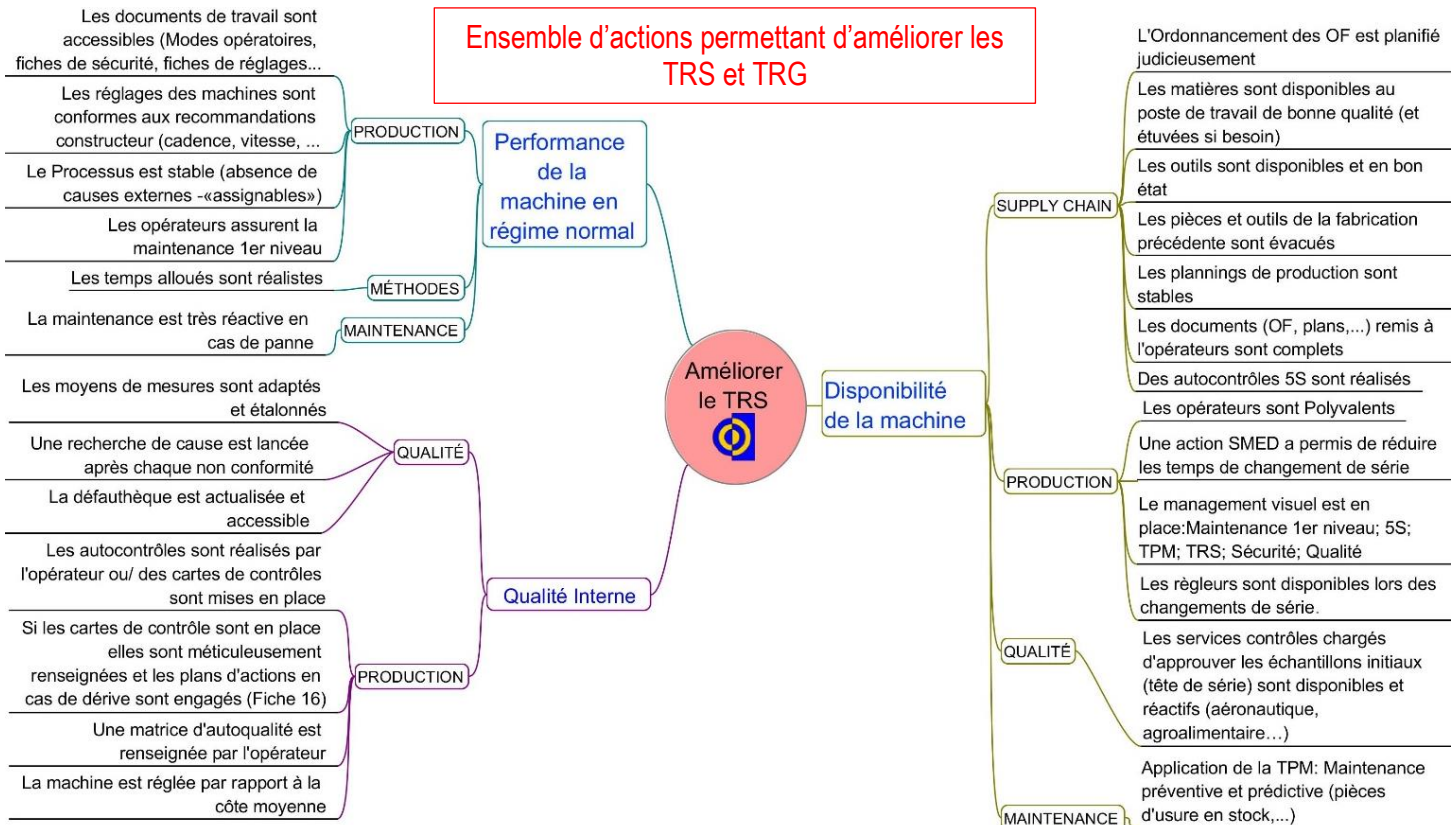 Ensemble d’actions permettant d’améliorer les
TRS et TRG
Améliorer
le TRS
Performance
de la
machine en
régime normal
PRODUCTION
Les documents de travail sont
accessibles (Modes opératoires,
fiches de sécurité, fiches de réglages...
Les réglages des machines sont
conformes aux recommandations
constructeur (cadence, vitesse, ...
Le Processus est stable (absence de
causes externes -«assignables»)
Les opérateurs assurent la
maintenance 1er niveau
MÉTHODES
Les temps alloués sont réalistes
MAINTENANCE
La maintenance est très réactive en
cas de panne
Qualité Interne
QUALITÉ
Les moyens de mesures sont adaptés
et étalonnés
Une recherche de cause est lancée
après chaque non conformité
La défauthèque est actualisée et
accessible
PRODUCTION
Les autocontrôles sont réalisés par
l'opérateur ou/ des cartes de contrôles
sont mises en place
Si les cartes de contrôle sont en place
elles sont méticuleusement
renseignées et les plans d'actions en
cas de dérive sont engagés (Fiche 16)
Une matrice d'autoqualité est
renseignée par l'opérateur
La machine est réglée par rapport à la
côte moyenne
Disponibilité
de la machine
SUPPLY CHAIN
L'Ordonnancement des OF est planifié
judicieusement
Les matières sont disponibles au
poste de travail de bonne qualité (et
étuvées si besoin)
Les outils sont disponibles et en bon
état
Les pièces et outils de la fabrication
précédente sont évacués
Les plannings de production sont
stables
Les documents (OF, plans,...) remis à
l'opérateurs sont complets
Des autocontrôles 5S sont réalisés
PRODUCTION
Les opérateurs sont Polyvalents
Une action SMED a permis de réduire
les temps de changement de série
Le management visuel est en
place:Maintenance 1er niveau; 5S;
TPM; TRS; Sécurité; Qualité
Les règleurs sont disponibles lors des
changements de série.
QUALITÉ
Les services contrôles chargés
d'approuver les échantillons initiaux
(tête de série) sont disponibles et
réactifs (aéronautique,
agroalimentaire…)
MAINTENANCE
Application de la TPM: Maintenance
préventive et prédictive (pièces
d'usure en stock,...)